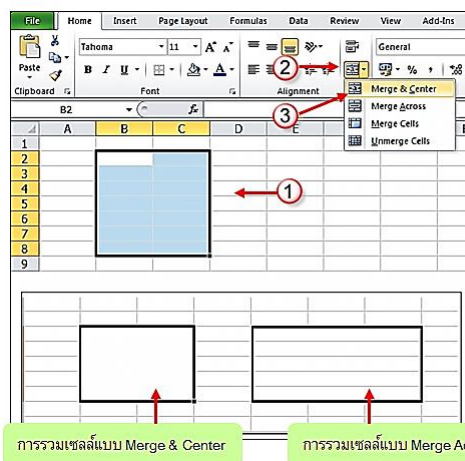 File Home Insert Page Layout Formulas Data Review View Add-Ins
Tahoma 11 A A General
Paste B I U A % ,
Clipboard Font Alignment
2
Merge & Center
B2 fx
3
Merge Across
Merge Cells
Unmerge Cells
A B C D E
1
2
3
4
1
5
6
7
8
9
การรวมเซลล์แบบ Merge & Center
การรวมเซลล์แบบ Merge Ac